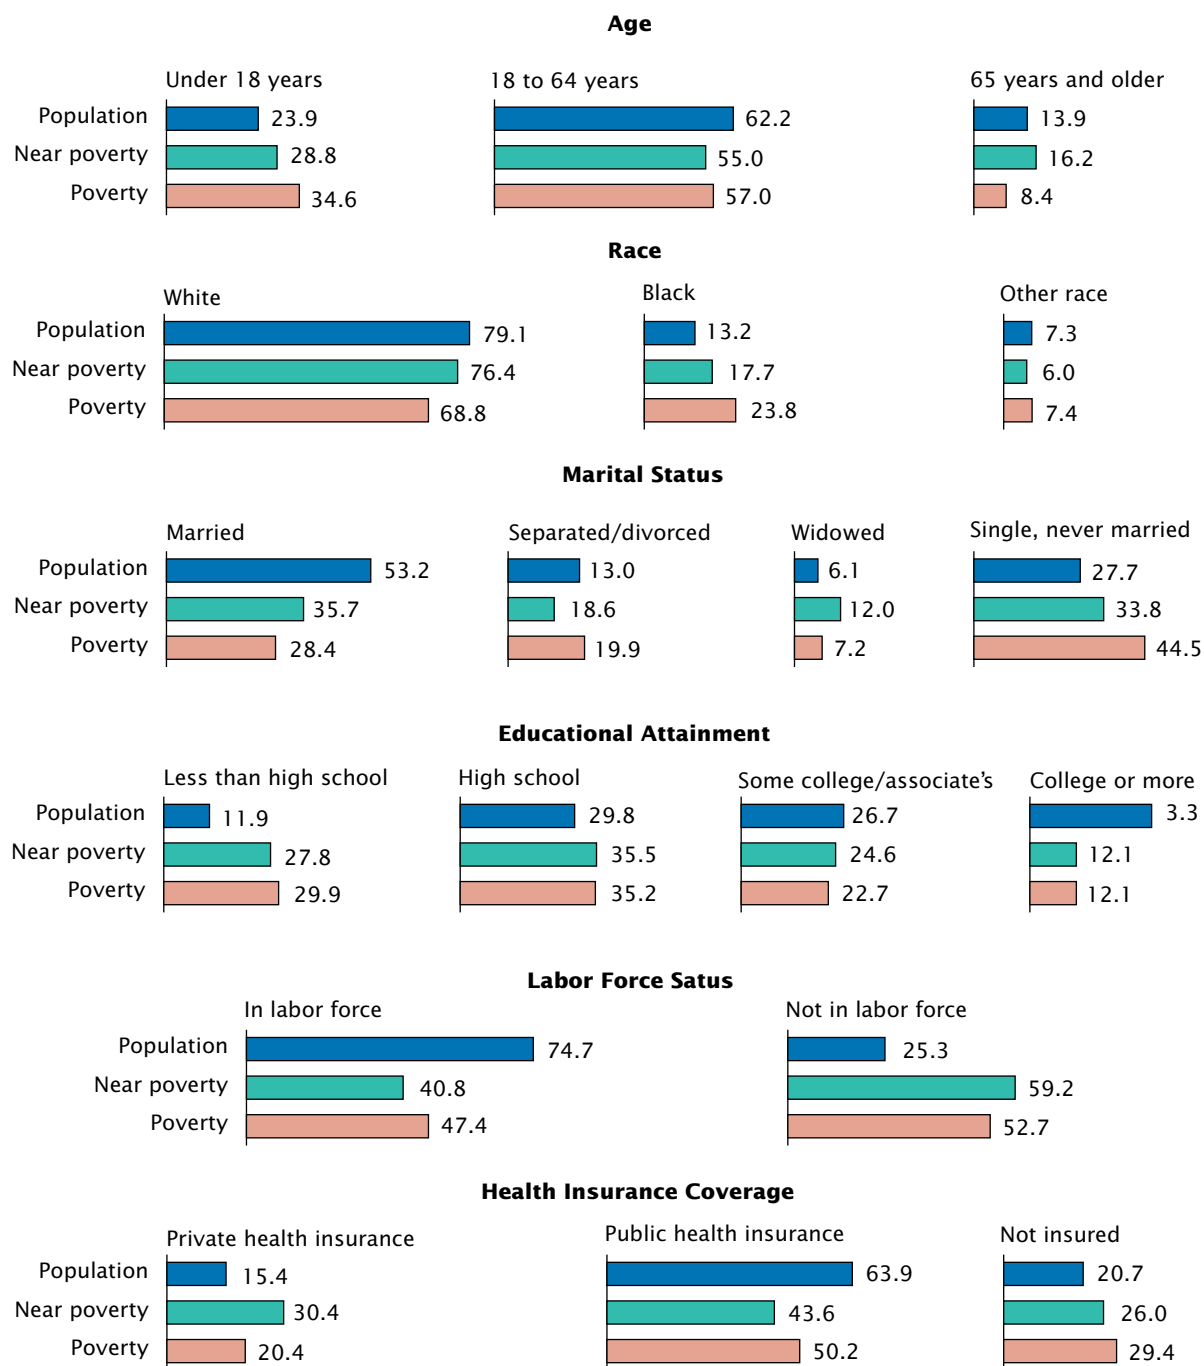 Age
Under 18 years 18 to 64 years 65 years and older
Population 23.9 62.2 13.9
Near poverty 28.8 55.0 16.2
Poverty 34.6 57.0 8.4
Race
White Black Other race
Population 79.1 13.2 7.3
Near poverty 76.4 17.7 6.0
Poverty 68.8 23.8 7.4
Marital Status
Married Separated/divorced Widowed Single, never married
Population 53.2 13.0 6.1 27.7
Near poverty 35.7 18.6 12.0 33.8
Poverty 28.4 19.9 7.2 44.5
Educational Attainment
Less than high school High school Some college/associate's College or more
Population 11.9 29.8 26.7 3.3
Near poverty 27.8 35.5 24.6 12.1
Poverty 29.9 35.2 22.7 12.1
Labor Force Satus
In labor force Not in labor force
Population 74.7 25.3
Near poverty 40.8 59.2
Poverty 47.4 52.7
Health Insurance Coverage
Private health insurance Public health insurance Not insured
Population 15.4 63.9 20.7
Near poverty 30.4 43.6 26.0
Poverty 20.4 50.2 29.4